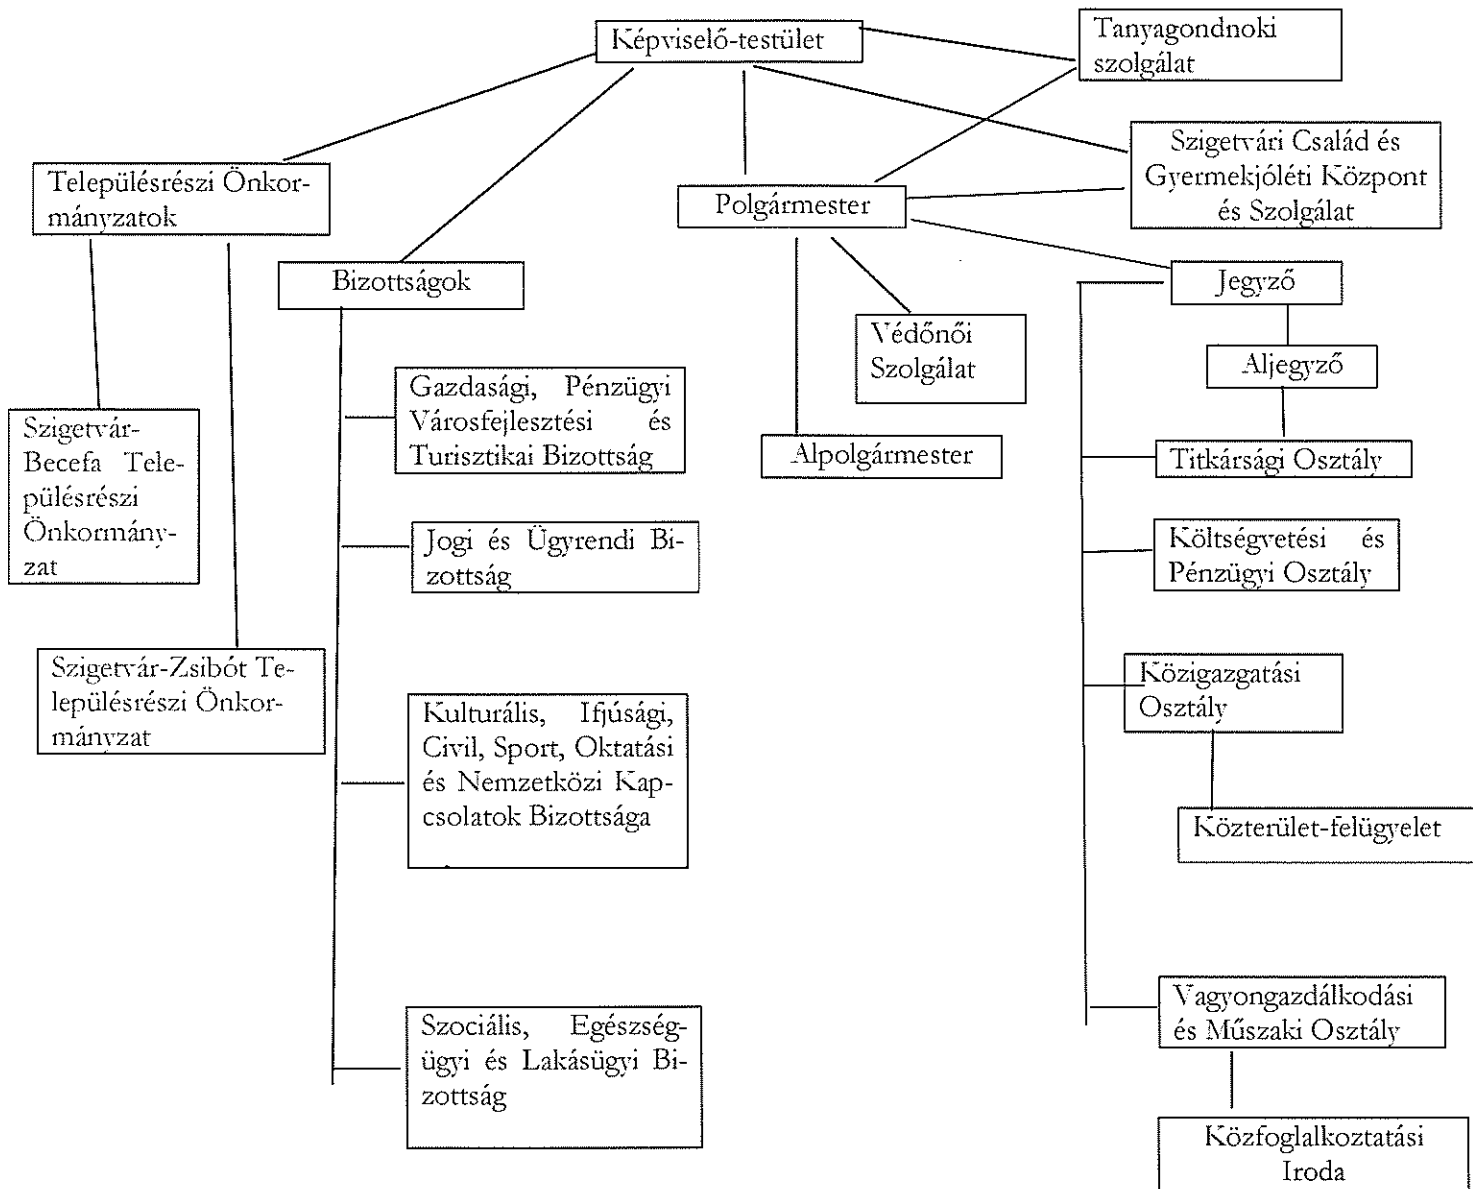 Képviselő-testület
Tanyagondnoki
szolgálat
Szigetvári Család és
Gyermekjóléti Központ
és Szolgálat
Településrészi Önkor-
mányzatok
Polgármester
Bizottságok
Jegyző
Védőnői
Szolgálat
Aljegyző
Gazdasági, Pénzügyi
Városfejlesztési és
Turisztikai Bizottság
Szigetvár-
Becefa Tele-
pülésrészi
Önkormány-
zat
Alpolgármester
Titkársági Osztály
Jogi és Ügyrendi Bi-
zottság
Költségvetési és
Pénzügyi Osztály
Szigetvár-Zsibót Te-
lepülésrészi Önkor-
mányzat
Közigazgatási
Osztály
Kulturális, Ifjúsági,
Civil, Sport, Oktatási
és Nemzetközi Kap-
csolatok Bizottsága
Közterület-felügyelet
Vagyongazdálkodási
és Műszaki Osztály
Szociális, Egészség-
ügyi és Lakásügyi Bi-
zottság
Közfoglalkoztatási
Iroda